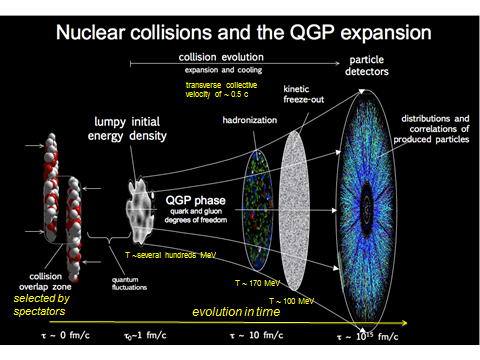 Nuclear collisions and the QGP expansion
collision evolution
expansion and cooling
transverse collective
velocity of ~ 0.5 c
particle
detectors
kinetic
freeze-out
lumpy initial
energy density
hadronization
distributions and
correlations of
produced particles
QGP phase
quark and gluon
degrees of freedom
T ~several hundreds MeV
collision
overlap zone
selected by
spectators
quantum
fluctuations
T ~ 170 MeV
T ~ 100 MeV
evolution in time
τ ~ 0 fm/c
τ₀~1 fm/c
τ ~ 10 fm/c
τ ~ 10¹⁵ fm/c